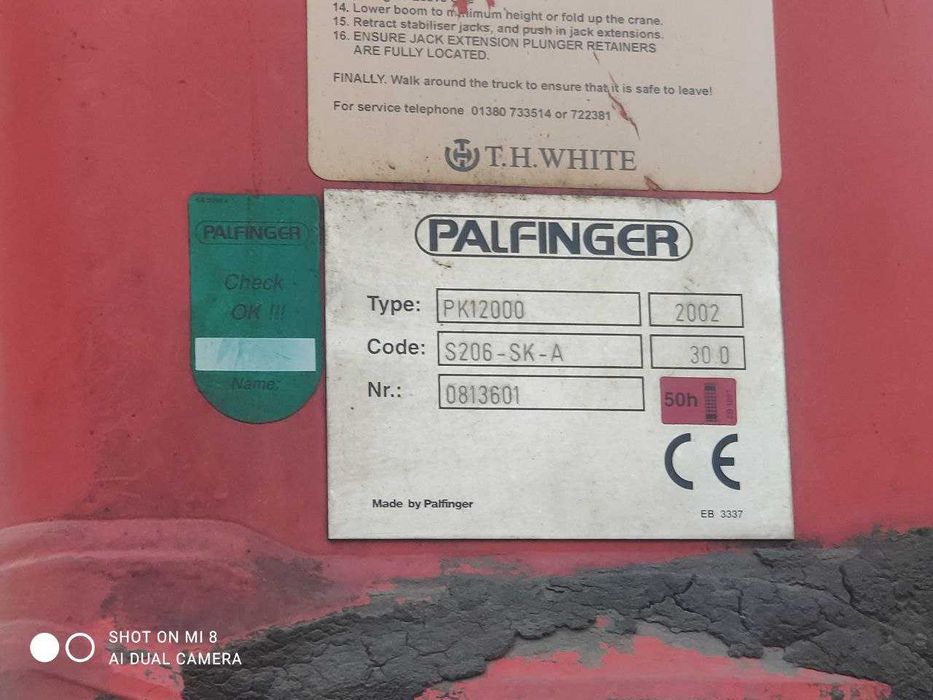 14. Lower boom to minimum height or fold up the crane.
15. Retract stabiliser jacks, and push in jack extensions.
16. ENSURE JACK EXTENSION PLUNGER RETAINERS
ARE FULLY LOCATED.
FINALLY. Walk around the truck to ensure that it is safe to leave!
For service telephone 01380 733514 or 722381
T.H.WHITE
PALFINGER
Check
OK !!!
Name:
PALFINGER
Type: PK12000 2002
Code: S206-SK-A 30 0
Nr.: 0813601
50h
CE
Made by Palfinger
EB 3337
SHOT ON MI 8
AI DUAL CAMERA